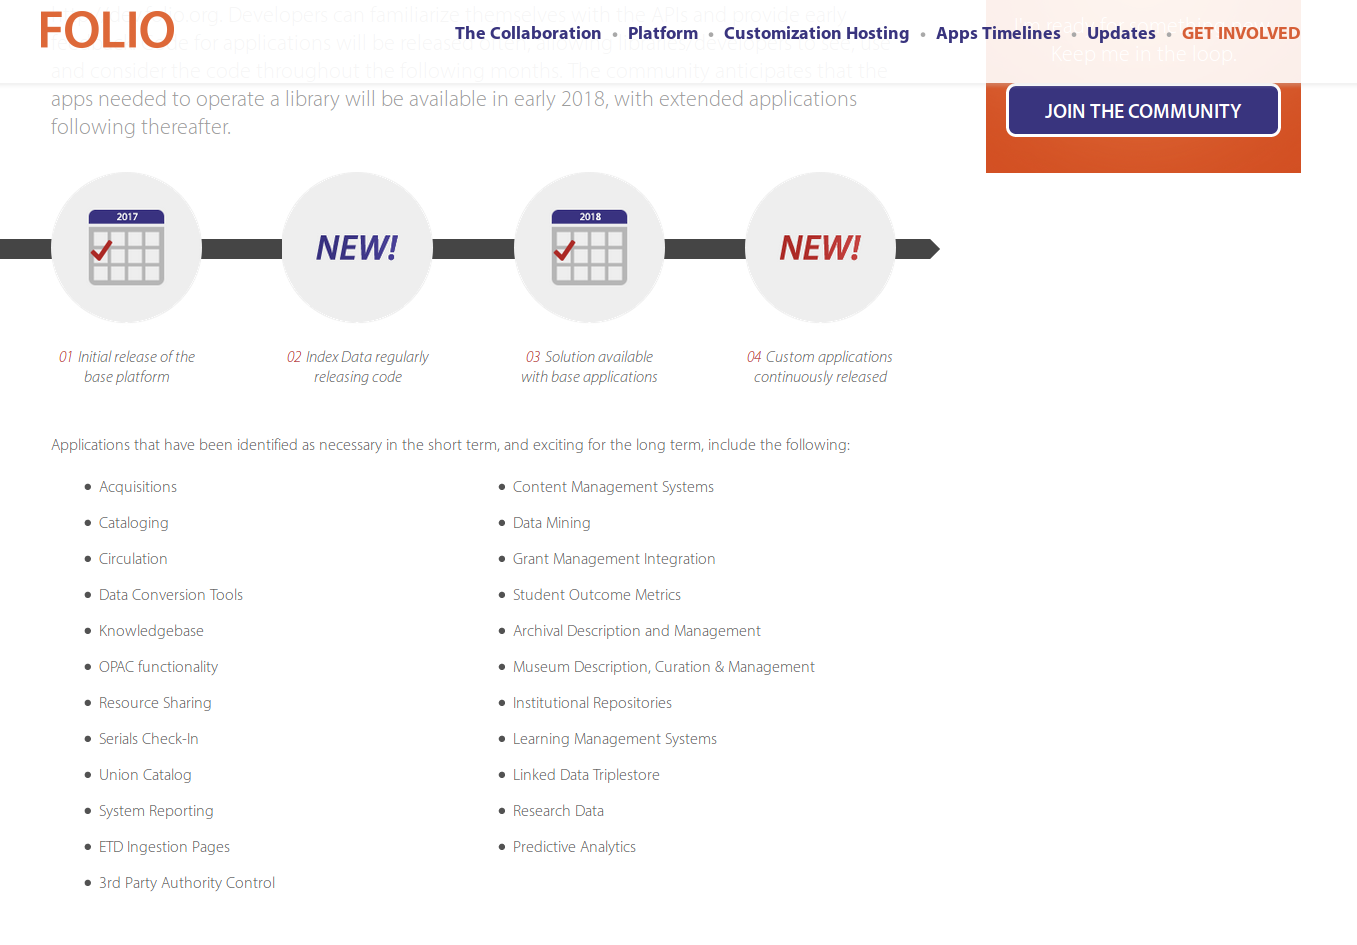 FOLIO
The Collaboration • Platform • Customization Hosting • Apps Timelines • Updates • GET INVOLVED
.org. Developers can familiarize themselves with the APIs and provide early
for applications will be released often, allowing libraries/developers to see, use
and consider the code throughout the following months. The community anticipates that the
apps needed to operate a library will be available in early 2018, with extended applications
following thereafter.
Keep me in the loop.
JOIN THE COMMUNITY
2017
NEW!
2018
NEW!
01 Initial release of the
base platform
02 Index Data regularly
releasing code
03 Solution available
with base applications
04 Custom applications
continuously released
Applications that have been identified as necessary in the short term, and exciting for the long term, include the following:
• Acquisitions
• Cataloging
• Circulation
• Data Conversion Tools
• Knowledgebase
• OPAC functionality
• Resource Sharing
• Serials Check-In
• Union Catalog
• System Reporting
• ETD Ingestion Pages
• 3rd Party Authority Control
• Content Management Systems
• Data Mining
• Grant Management Integration
• Student Outcome Metrics
• Archival Description and Management
• Museum Description, Curation & Management
• Institutional Repositories
• Learning Management Systems
• Linked Data Triplestore
• Research Data
• Predictive Analytics